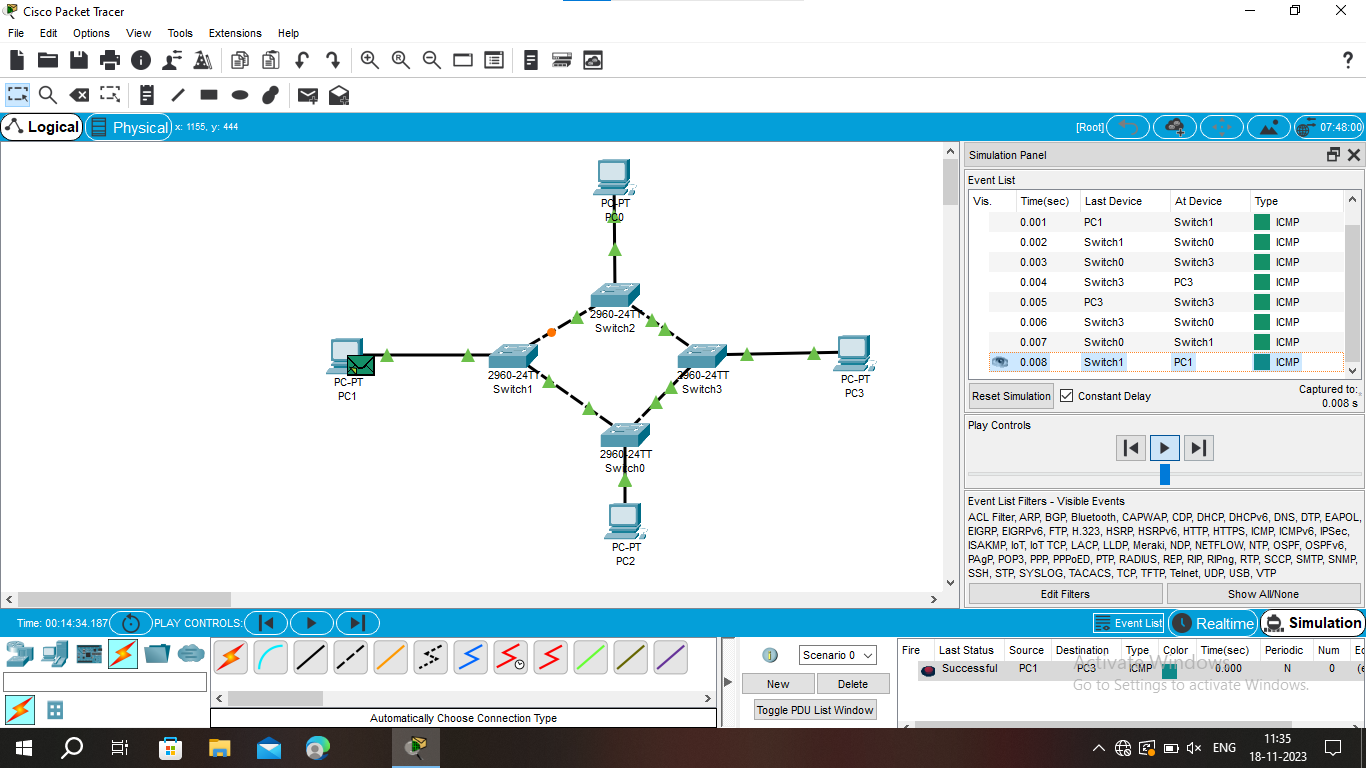 Cisco Packet Tracer
File Edit Options View Tools Extensions Help
Logical
Physical x: 1155, y: 444
[Root] 07:48:00
PC-PT
PC0
2960-24TT
Switch2
PC-PT
PC1
2960-24TT
Switch1
2960-24TT
Switch3
PC-PT
PC3
2960-24TT
Switch0
PC-PT
PC2
Simulation Panel
Event List
Vis. Time(sec) Last Device At Device Type
0.001 PC1 Switch1 ICMP
0.002 Switch1 Switch0 ICMP
0.003 Switch0 Switch3 ICMP
0.004 Switch3 PC3 ICMP
0.005 PC3 Switch3 ICMP
0.006 Switch3 Switch0 ICMP
0.007 Switch0 Switch1 ICMP
0.008 Switch1 PC1 ICMP
Reset Simulation Constant Delay Captured to:
0.008 s
Play Controls
Event List Filters - Visible Events
ACL Filter, ARP, BGP, Bluetooth, CAPWAP, CDP, DHCP, DHCPv6, DNS, DTP, EAPOL,
EIGRP, EIGRPv6, FTP, H.323, HSRP, HSRPv6, HTTP, HTTPS, ICMP, ICMPv6, IPSec,
ISAKMP, IoT, IoT TCP, LACP, LLDP, Meraki, NDP, NETFLOW, NTP, OSPF, OSPFv6,
PAgP, POP3, PPP, PPPoED, PTP, RADIUS, REP, RIP, RIPng, RTP, SCCP, SMTP, SNMP,
SSH, STP, SYSLOG, TACACS, TCP, TFTP, Telnet, UDP, USB, VTP
Edit Filters Show All/None
Time: 00:14:34.187 PLAY CONTROLS:
Event List Realtime Simulation
Automatically Choose Connection Type
Scenario 0
New Delete
Toggle PDU List Window
Fire Last Status Source Destination Type Color Time(sec) Periodic Num Ed
Successful PC1 PC3 ICMP 0.000 N 0 (e
Activate Windows
Go to Settings to activate Windows.
ENG
11:35
18-11-2023